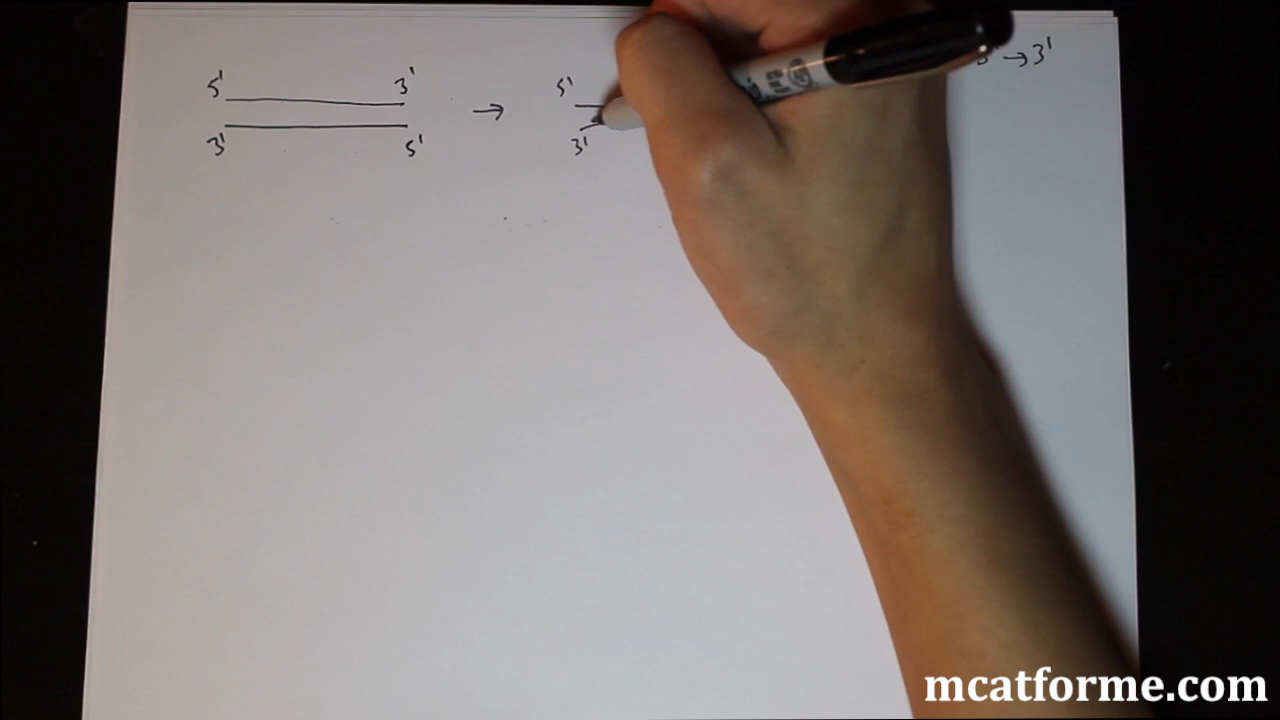 5' 3' → 5' → 3'
3' 5' 3'
mcatforme.com